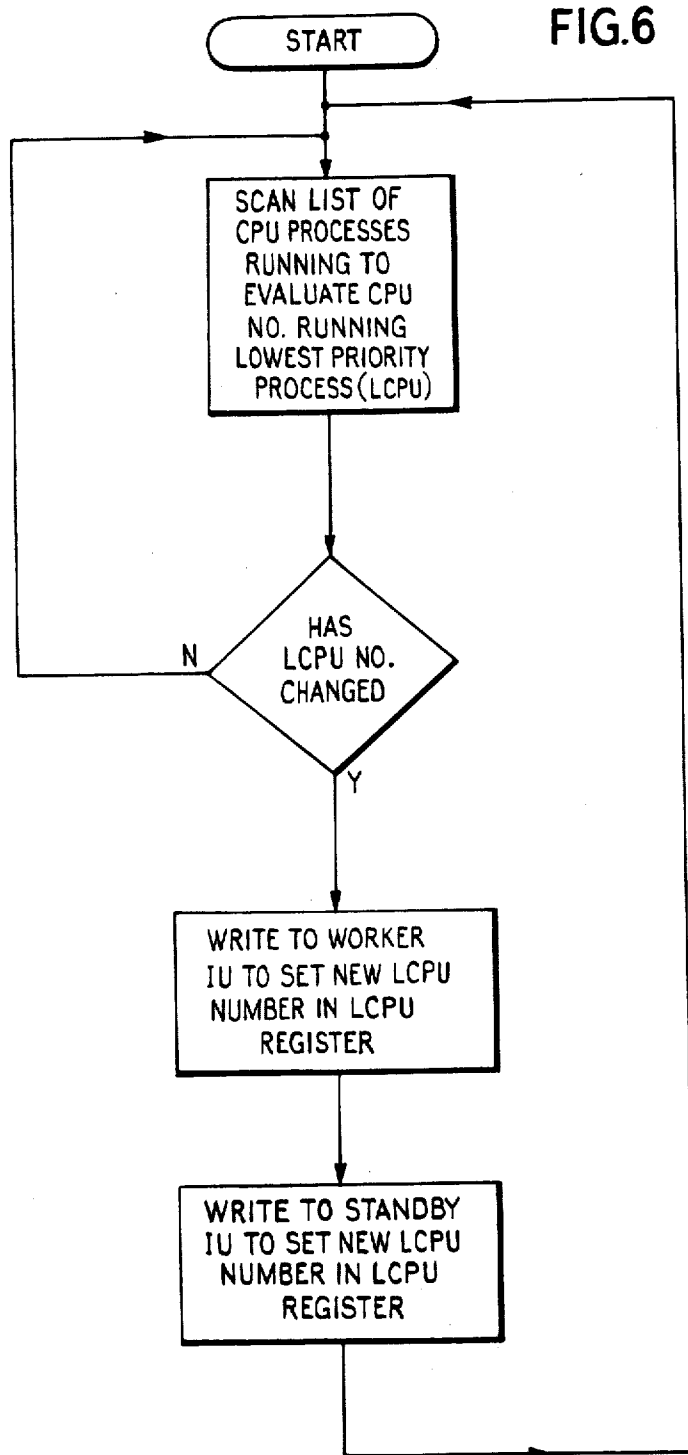 FIG.6
START
SCAN LIST OF
CPU PROCESSES
RUNNING TO
EVALUATE CPU
NO. RUNNING
LOWEST PRIORITY
PROCESS(LCPU)
HAS
LCPU NO.
CHANGED
N
Y
WRITE TO WORKER
IU TO SET NEW LCPU
NUMBER IN LCPU
REGISTER
WRITE TO STANDBY
IU TO SET NEW LCPU
NUMBER IN LCPU
REGISTER